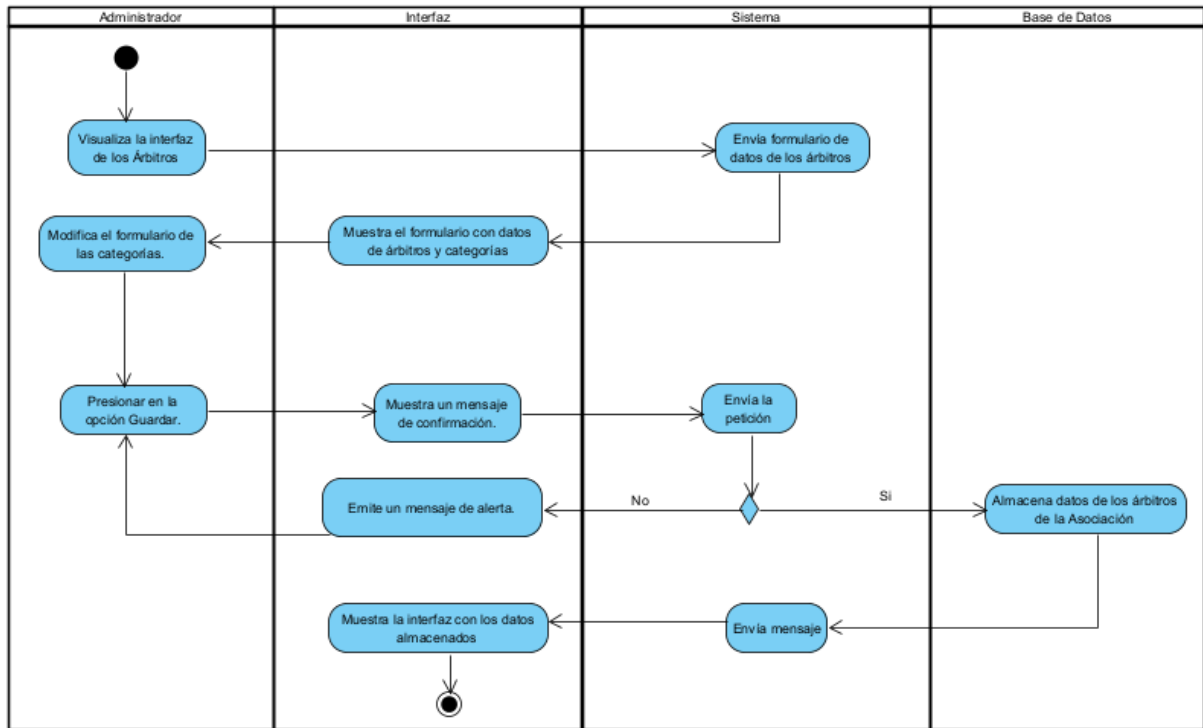 Administrador
Interfaz
Sistema
Base de Datos
Visualiza la interfaz
de los Árbitros
Envía formulario de
datos de los árbitros
Modifica el formulario de
las categorías.
Muestra el formulario con datos
de árbitros y categorías
Presionar en la
opción Guardar.
Muestra un mensaje
de confirmación.
Envía la
petición
Emite un mensaje de alerta.
No
Si
Almacena datos de los árbitros
de la Asociación
Muestra la interfaz con los datos
almacenados
Envía mensaje